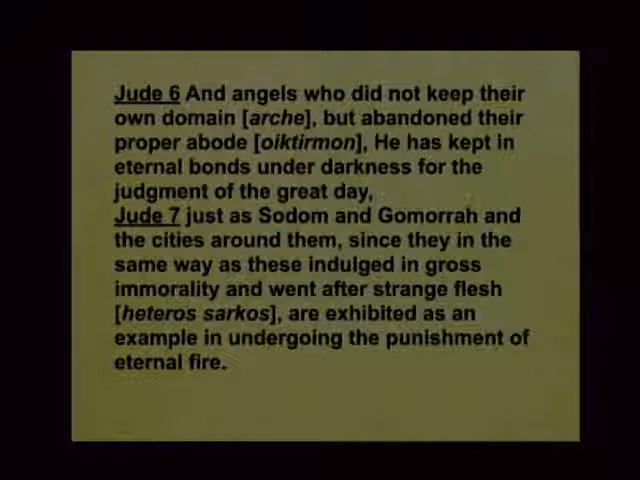 Jude 6 And angels who did not keep their
own domain [arche], but abandoned their
proper abode [oiktirmon], He has kept in
eternal bonds under darkness for the
judgment of the great day,
Jude 7 just as Sodom and Gomorrah and
the cities around them, since they in the
same way as these indulged in gross
immorality and went after strange flesh
[heteros sarkos], are exhibited as an
example in undergoing the punishment of
eternal fire.